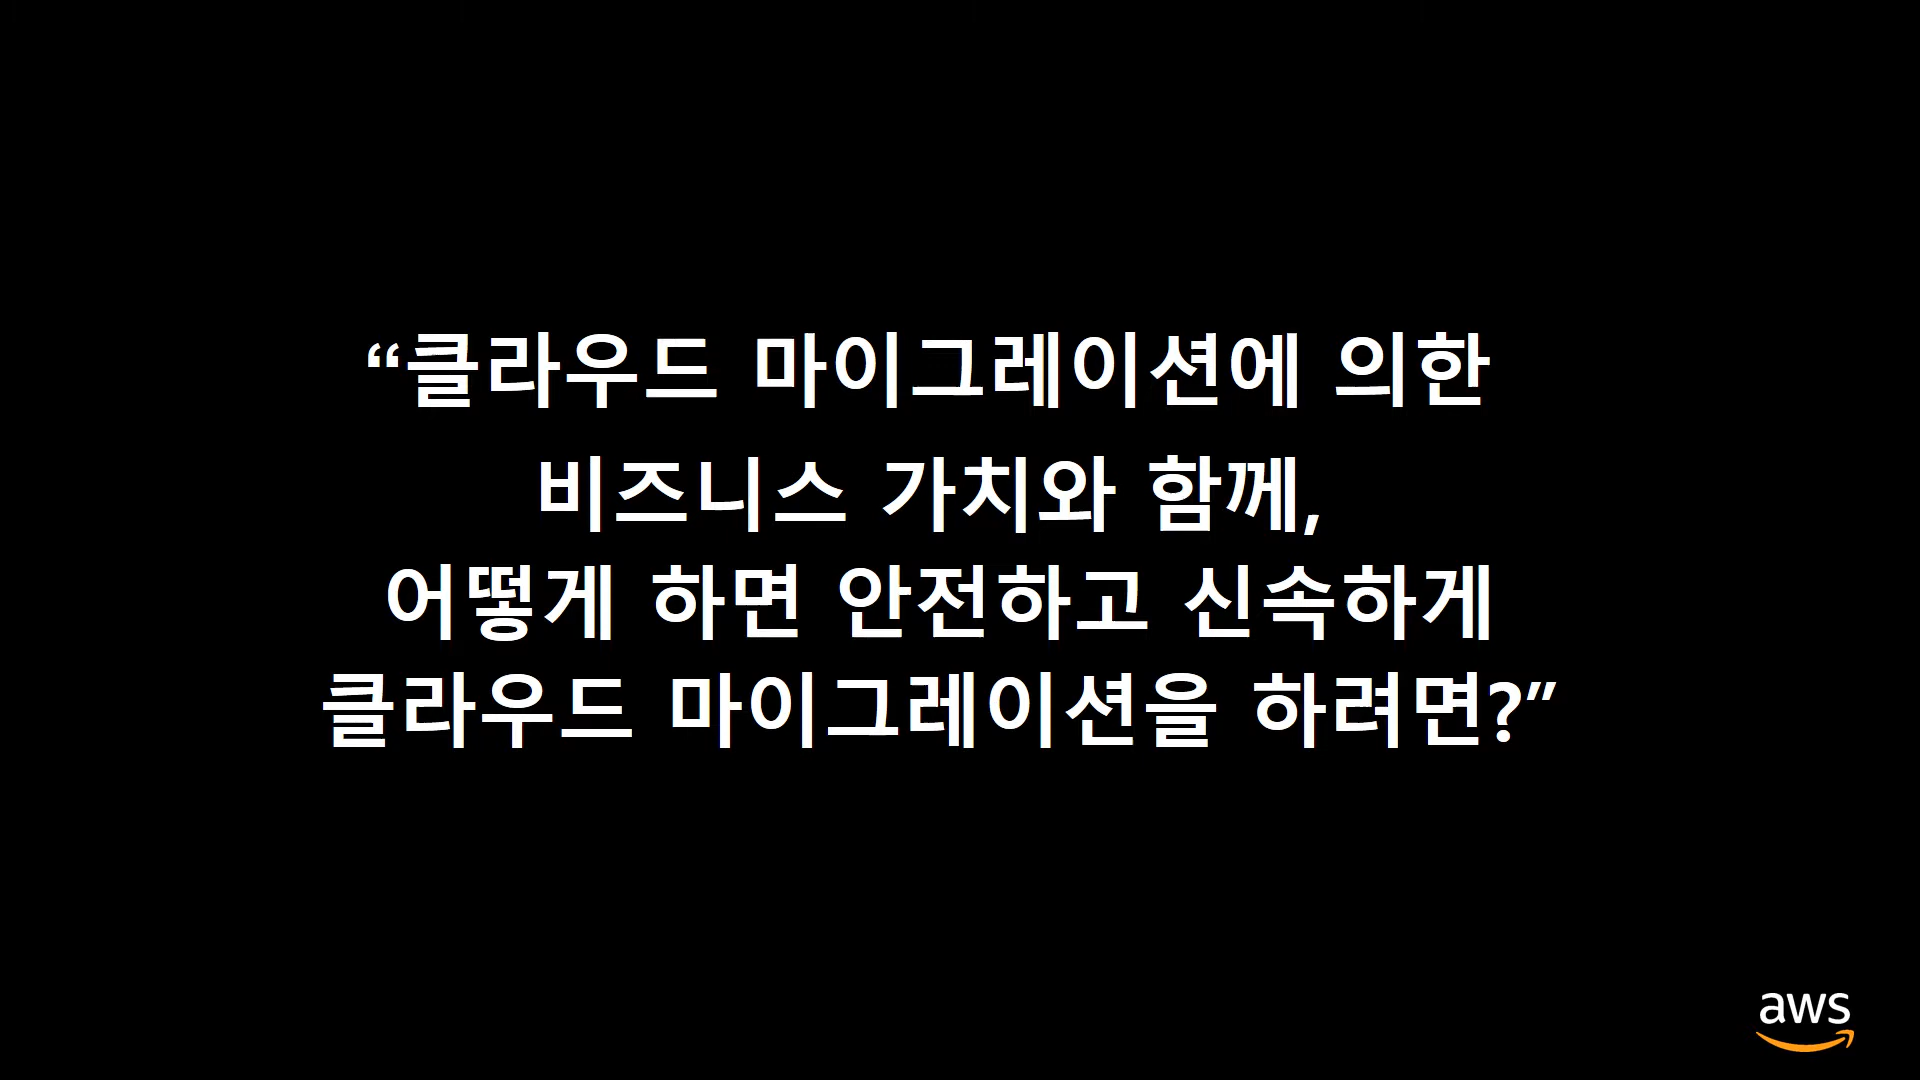 “클라우드 마이그레이션에 의한
비즈니스 가치와 함께,
어떻게 하면 안전하고 신속하게
클라우드 마이그레이션을 하려면?”
aws